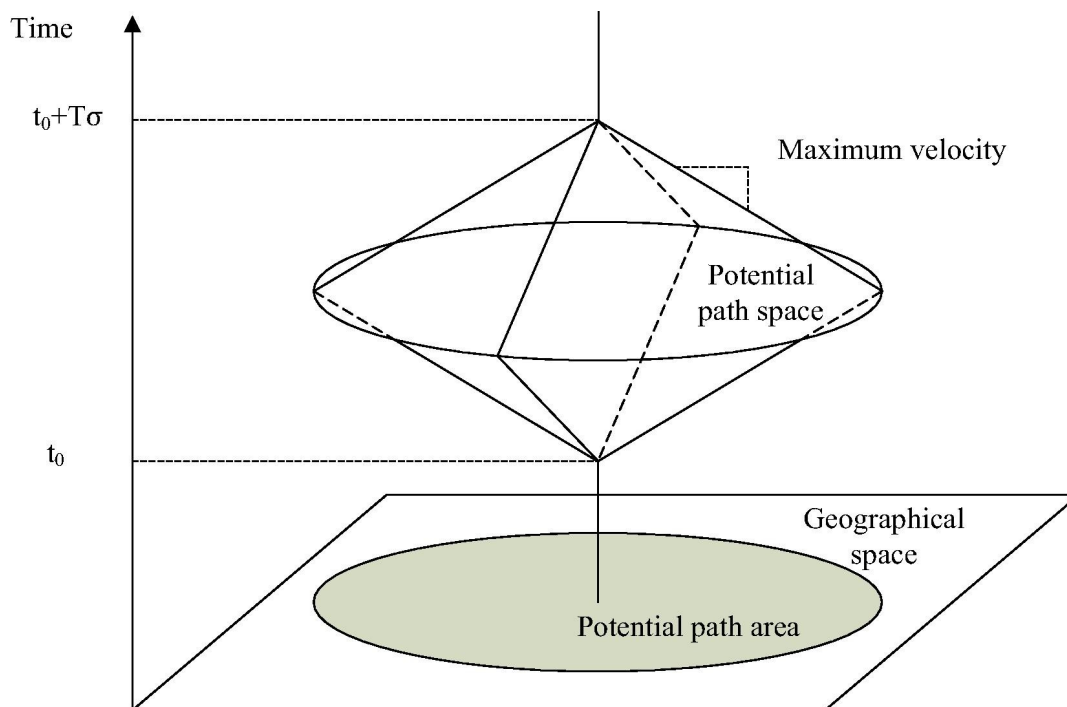 Time
t₀+Tσ
Maximum velocity
Potential
path space
t₀
Geographical
space
Potential path area